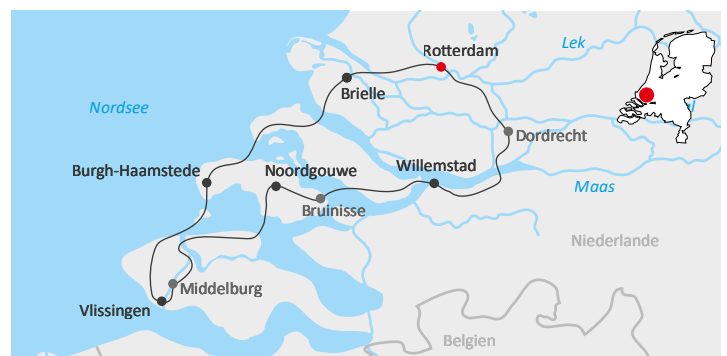 Rotterdam
Lek
Brielle
Nordsee
Dordrecht
Burgh-Haamstede
Noordgouwe
Willemstad
Maas
Bruinisse
Niederlande
Middelburg
Vlissingen
Belgien